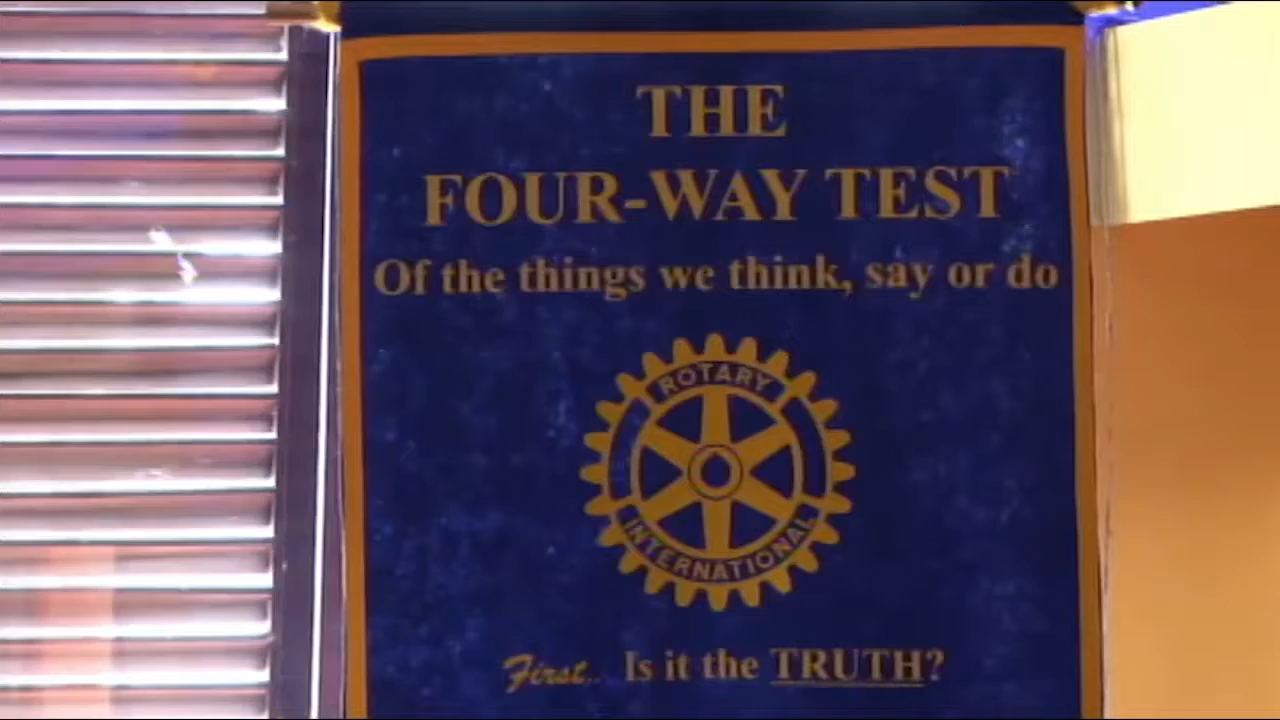 THE
FOUR-WAY TEST
Of the things we think, say or do
ROTARY
INTERNATIONAL
First.. Is it the TRUTH?